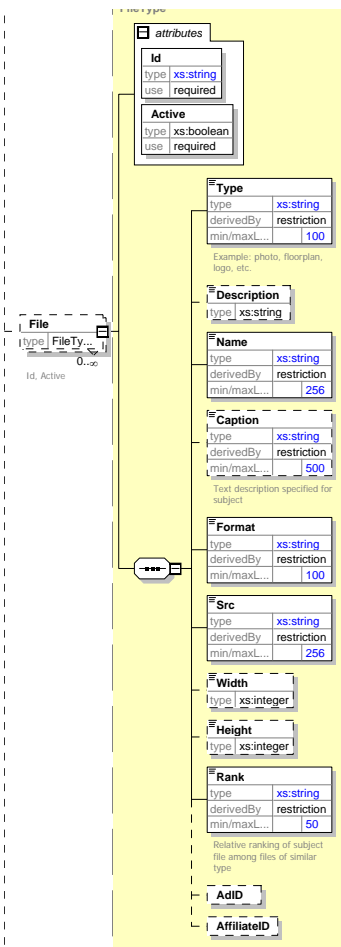 FileType
attributes
Id
type xs:string
use required
Active
type xs:boolean
use required
Type
type xs:string
derivedBy restriction
min/maxL... 100
Example: photo, floorplan,
logo, etc.
Description
type xs:string
File
type FileTy...
0..∞
Id, Active
Name
type xs:string
derivedBy restriction
min/maxL... 256
Caption
type xs:string
derivedBy restriction
min/maxL... 500
Text description specified for
subject
Format
type xs:string
derivedBy restriction
min/maxL... 100
Src
type xs:string
derivedBy restriction
min/maxL... 256
Width
type xs:integer
Height
type xs:integer
Rank
type xs:string
derivedBy restriction
min/maxL... 50
Relative ranking of subject
file among files of similar
type
AdID
AffiliateID